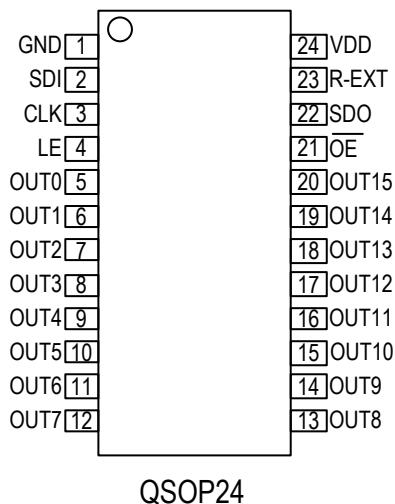 GND 1 24 VDD
SDI 2 23 R-EXT
CLK 3 22 SDO
LE 4 21 O̅E̅
OUT0 5 20 OUT15
OUT1 6 19 OUT14
OUT2 7 18 OUT13
OUT3 8 17 OUT12
OUT4 9 16 OUT11
OUT5 10 15 OUT10
OUT6 11 14 OUT9
OUT7 12 13 OUT8
QSOP24